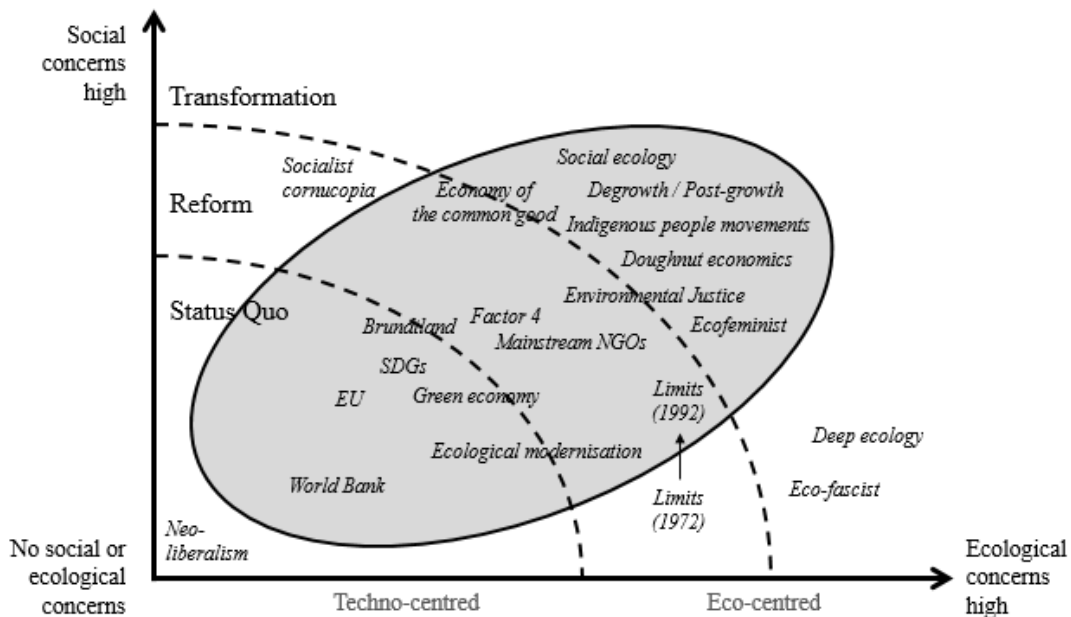 Social
concerns
high
Transformation
Social ecology
Socialist
cornucopia
Economy of
the common good
Degrowth / Post-growth
Reform
Indigenous people movements
Doughnut economics
Status Quo
Environmental Justice
Brundtland
Factor 4
Ecofeminist
Mainstream NGOs
SDGs
EU
Green economy
Limits
(1992)
Deep ecology
Ecological modernisation
World Bank
Eco-fascist
Limits
(1972)
Neo-
liberalism
No social or
ecological
concerns
Ecological
concerns
high
Techno-centred
Eco-centred